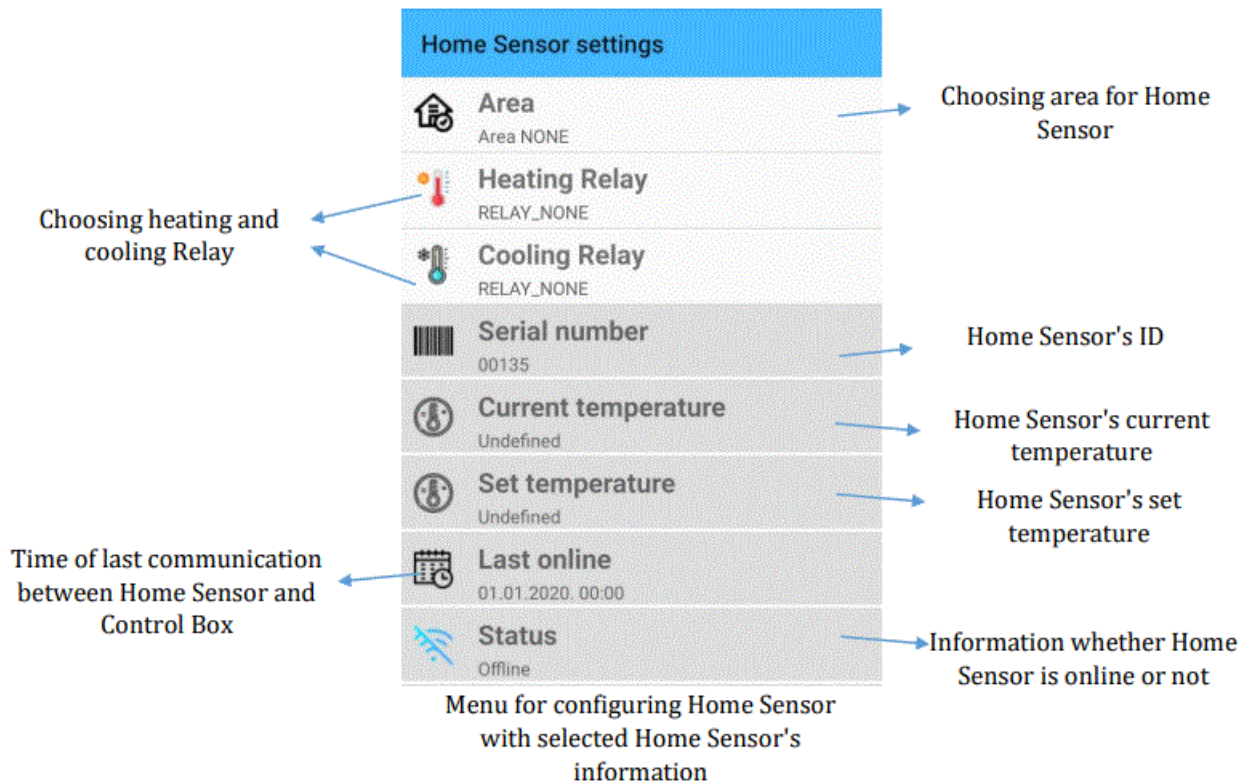 Home Sensor settings
Area
Area NONE
Choosing area for Home
Sensor
Heating Relay
RELAY_NONE
Choosing heating and
cooling Relay
Cooling Relay
RELAY_NONE
Serial number
00135
Home Sensor's ID
Current temperature
Undefined
Home Sensor's current
temperature
Set temperature
Undefined
Home Sensor's set
temperature
Time of last communication
between Home Sensor and
Control Box
Last online
01.01.2020. 00:00
Status
Offline
Information whether Home
Sensor is online or not
Menu for configuring Home Sensor
with selected Home Sensor's
information